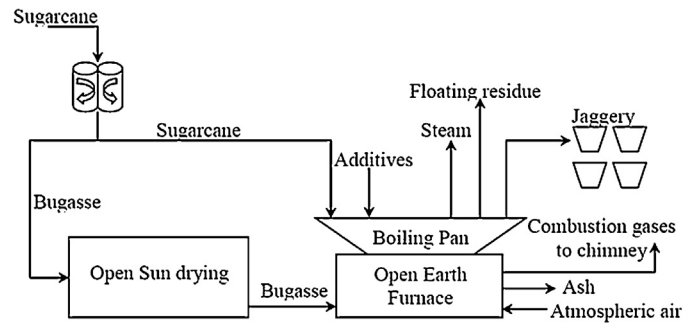 Sugarcane
Floating residue
Steam
Jaggery
Sugarcane
Additives
Bugasse
Boiling Pan
Combustion gases
to chimney
Open Sun drying
Open Earth
Furnace
Bugasse
Ash
Atmospheric air